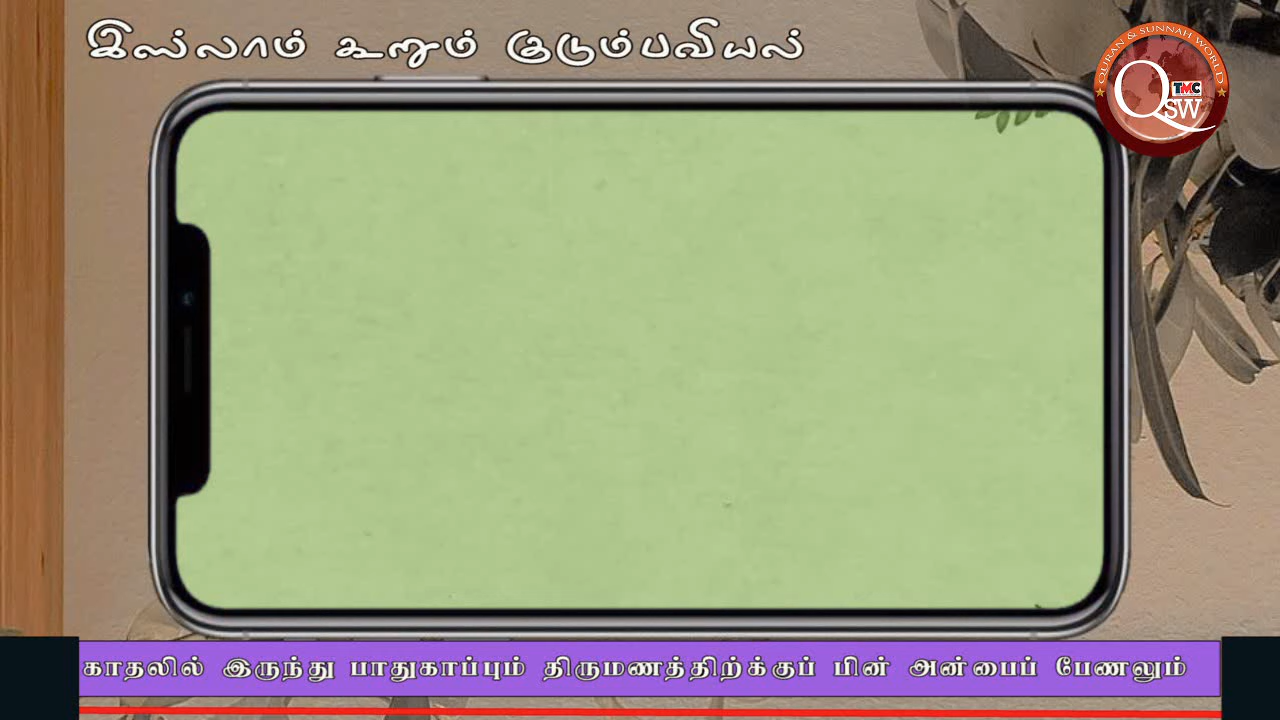 இஸ்லாம் கூறும் குடும்பவியல்
QURAN & SUNNAH WORLD
TMC
QSW
காதலில் இருந்து பாதுகாப்பும் திருமணத்திற்க்குப் பின் அன்பைப் பேணலும்